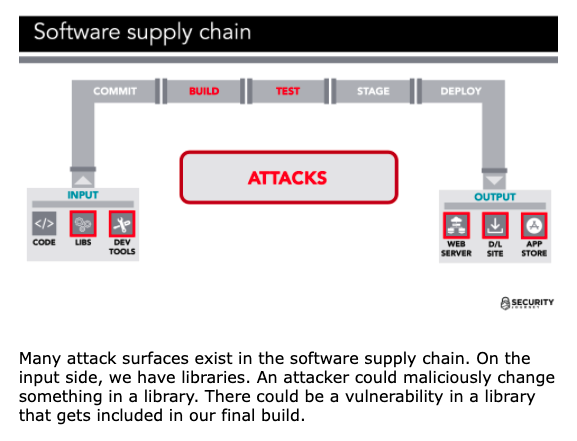 Software supply chain
COMMIT
BUILD
TEST
STAGE
DEPLOY
ATTACKS
INPUT
</>
CODE
LIBS
DEV
TOOLS
OUTPUT
WEB
SERVER
D/L
SITE
APP
STORE
SECURITY
JOURNEY
Many attack surfaces exist in the software supply chain. On the
input side, we have libraries. An attacker could maliciously change
something in a library. There could be a vulnerability in a library
that gets included in our final build.